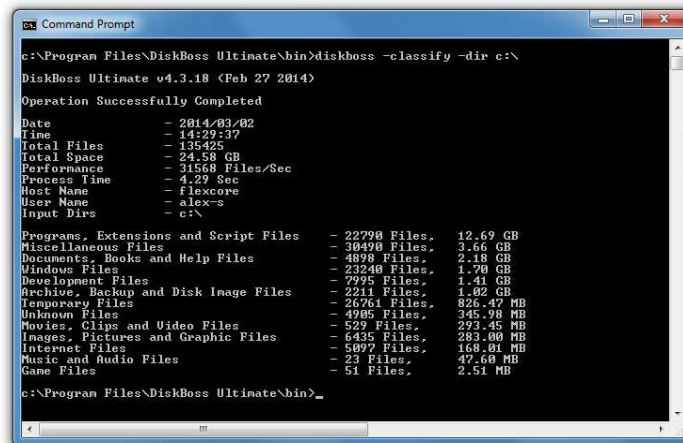 Command Prompt
c:\Program Files\DiskBoss Ultimate\bin>diskboss -classify -dir c:\
DiskBoss Ultimate v4.3.18 (Feb 27 2014)
Operation Successfully Completed
Date - 2014/03/02
Time - 14:29:37
Total Files - 135425
Total Space - 24.58 GB
Performance - 31568 Files/Sec
Process Time - 4.29 Sec
Host Name - flexcore
User Name - alex-s
Input Dirs - c:\
Programs, Extensions and Script Files - 22790 Files, 12.69 GB
Miscellaneous Files - 30490 Files, 3.66 GB
Documents, Books and Help Files - 4898 Files, 2.18 GB
Windows Files - 23240 Files, 1.70 GB
Development Files - 7995 Files, 1.41 GB
Archive, Backup and Disk Image Files - 2211 Files, 1.02 GB
Temporary Files - 26761 Files, 826.47 MB
Unknown Files - 4905 Files, 345.98 MB
Movies, Clips and Video Files - 529 Files, 293.45 MB
Images, Pictures and Graphic Files - 6435 Files, 283.00 MB
Internet Files - 5097 Files, 168.01 MB
Music and Audio Files - 23 Files, 47.60 MB
Game Files - 51 Files, 2.51 MB
c:\Program Files\DiskBoss Ultimate\bin>_